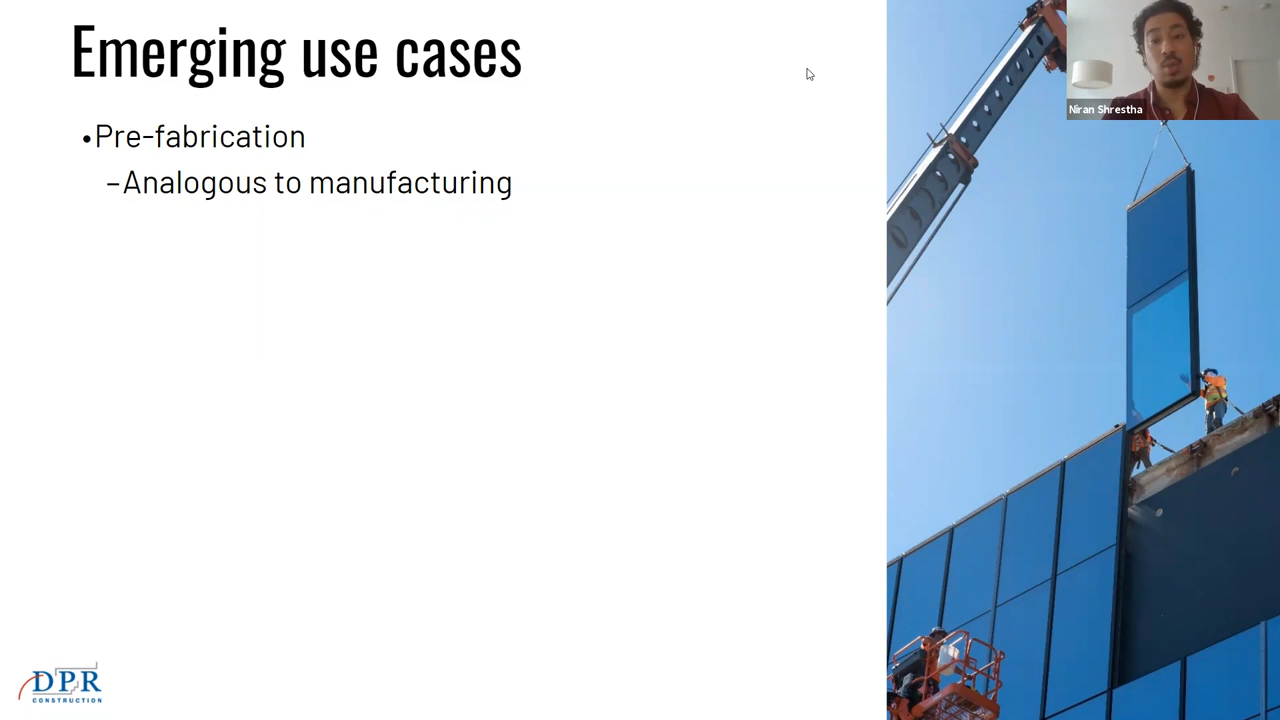 Emerging use cases
•Pre-fabrication
–Analogous to manufacturing
Niran Shrestha
DPR
CONSTRUCTION